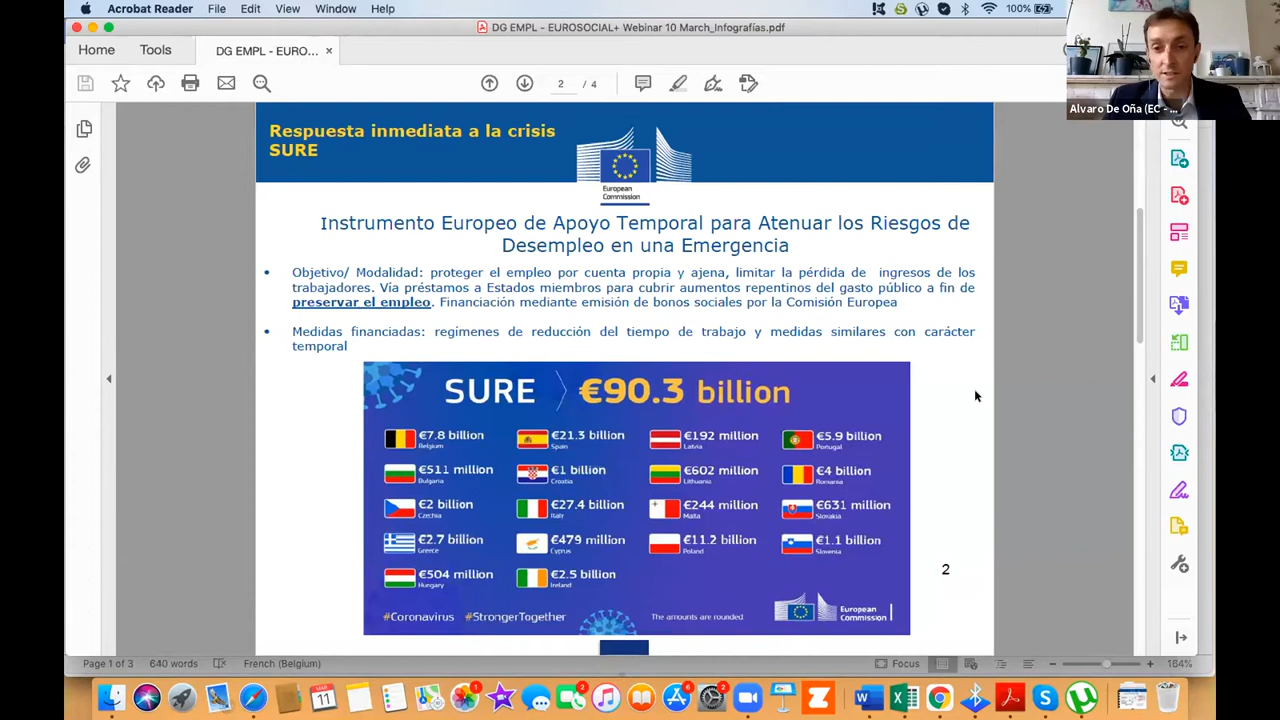 Acrobat Reader File Edit View Window Help
100%
DG EMPL - EUROSOCIAL+ Webinar 10 March_Infografías.pdf
Home Tools DG EMPL - EURO... ×
2 / 4
Alvaro De Oña (EC - ...
Respuesta inmediata a la crisis
SURE
European
Commission
Instrumento Europeo de Apoyo Temporal para Atenuar los Riesgos de
Desempleo en una Emergencia
• Objetivo/ Modalidad: proteger el empleo por cuenta propia y ajena, limitar la pérdida de ingresos de los
trabajadores. Vía préstamos a Estados miembros para cubrir aumentos repentinos del gasto público a fin de
preservar el empleo. Financiación mediante emisión de bonos sociales por la Comisión Europea
• Medidas financiadas: regímenes de reducción del tiempo de trabajo y medidas similares con carácter
temporal
SURE €90.3 billion
€7.8 billion €21.3 billion €192 million €5.9 billion
Belgium Spain Latvia Portugal
€511 million €1 billion €602 million €4 billion
Bulgaria Croatia Lithuania Romania
€2 billion €27.4 billion €244 million €631 million
Czechia Italy Malta Slovakia
€2.7 billion €479 million €11.2 billion €1.1 billion
Greece Cyprus Poland Slovenia
€504 million €2.5 billion
Hungary Ireland
#Coronavirus #StrongerTogether The amounts are rounded
European
Commission
2
Page 1 of 3 640 words French (Belgium) Focus 164%